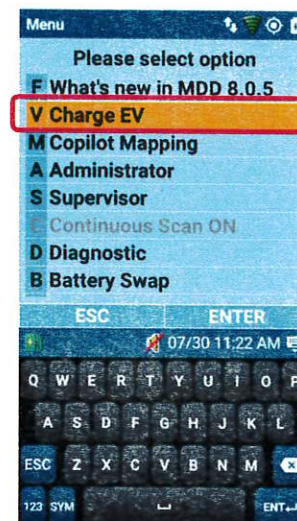 Menu
Please select option
F What's new in MDD 8.0.5
V Charge EV
M Copilot Mapping
A Administrator
S Supervisor
C Continuous Scan ON
D Diagnostic
B Battery Swap
ESC ENTER
07/30 11:22 AM
Q W E R T Y U I O P
A S D F G H J K L
ESC Z X C V B N M
123 SYM ENT